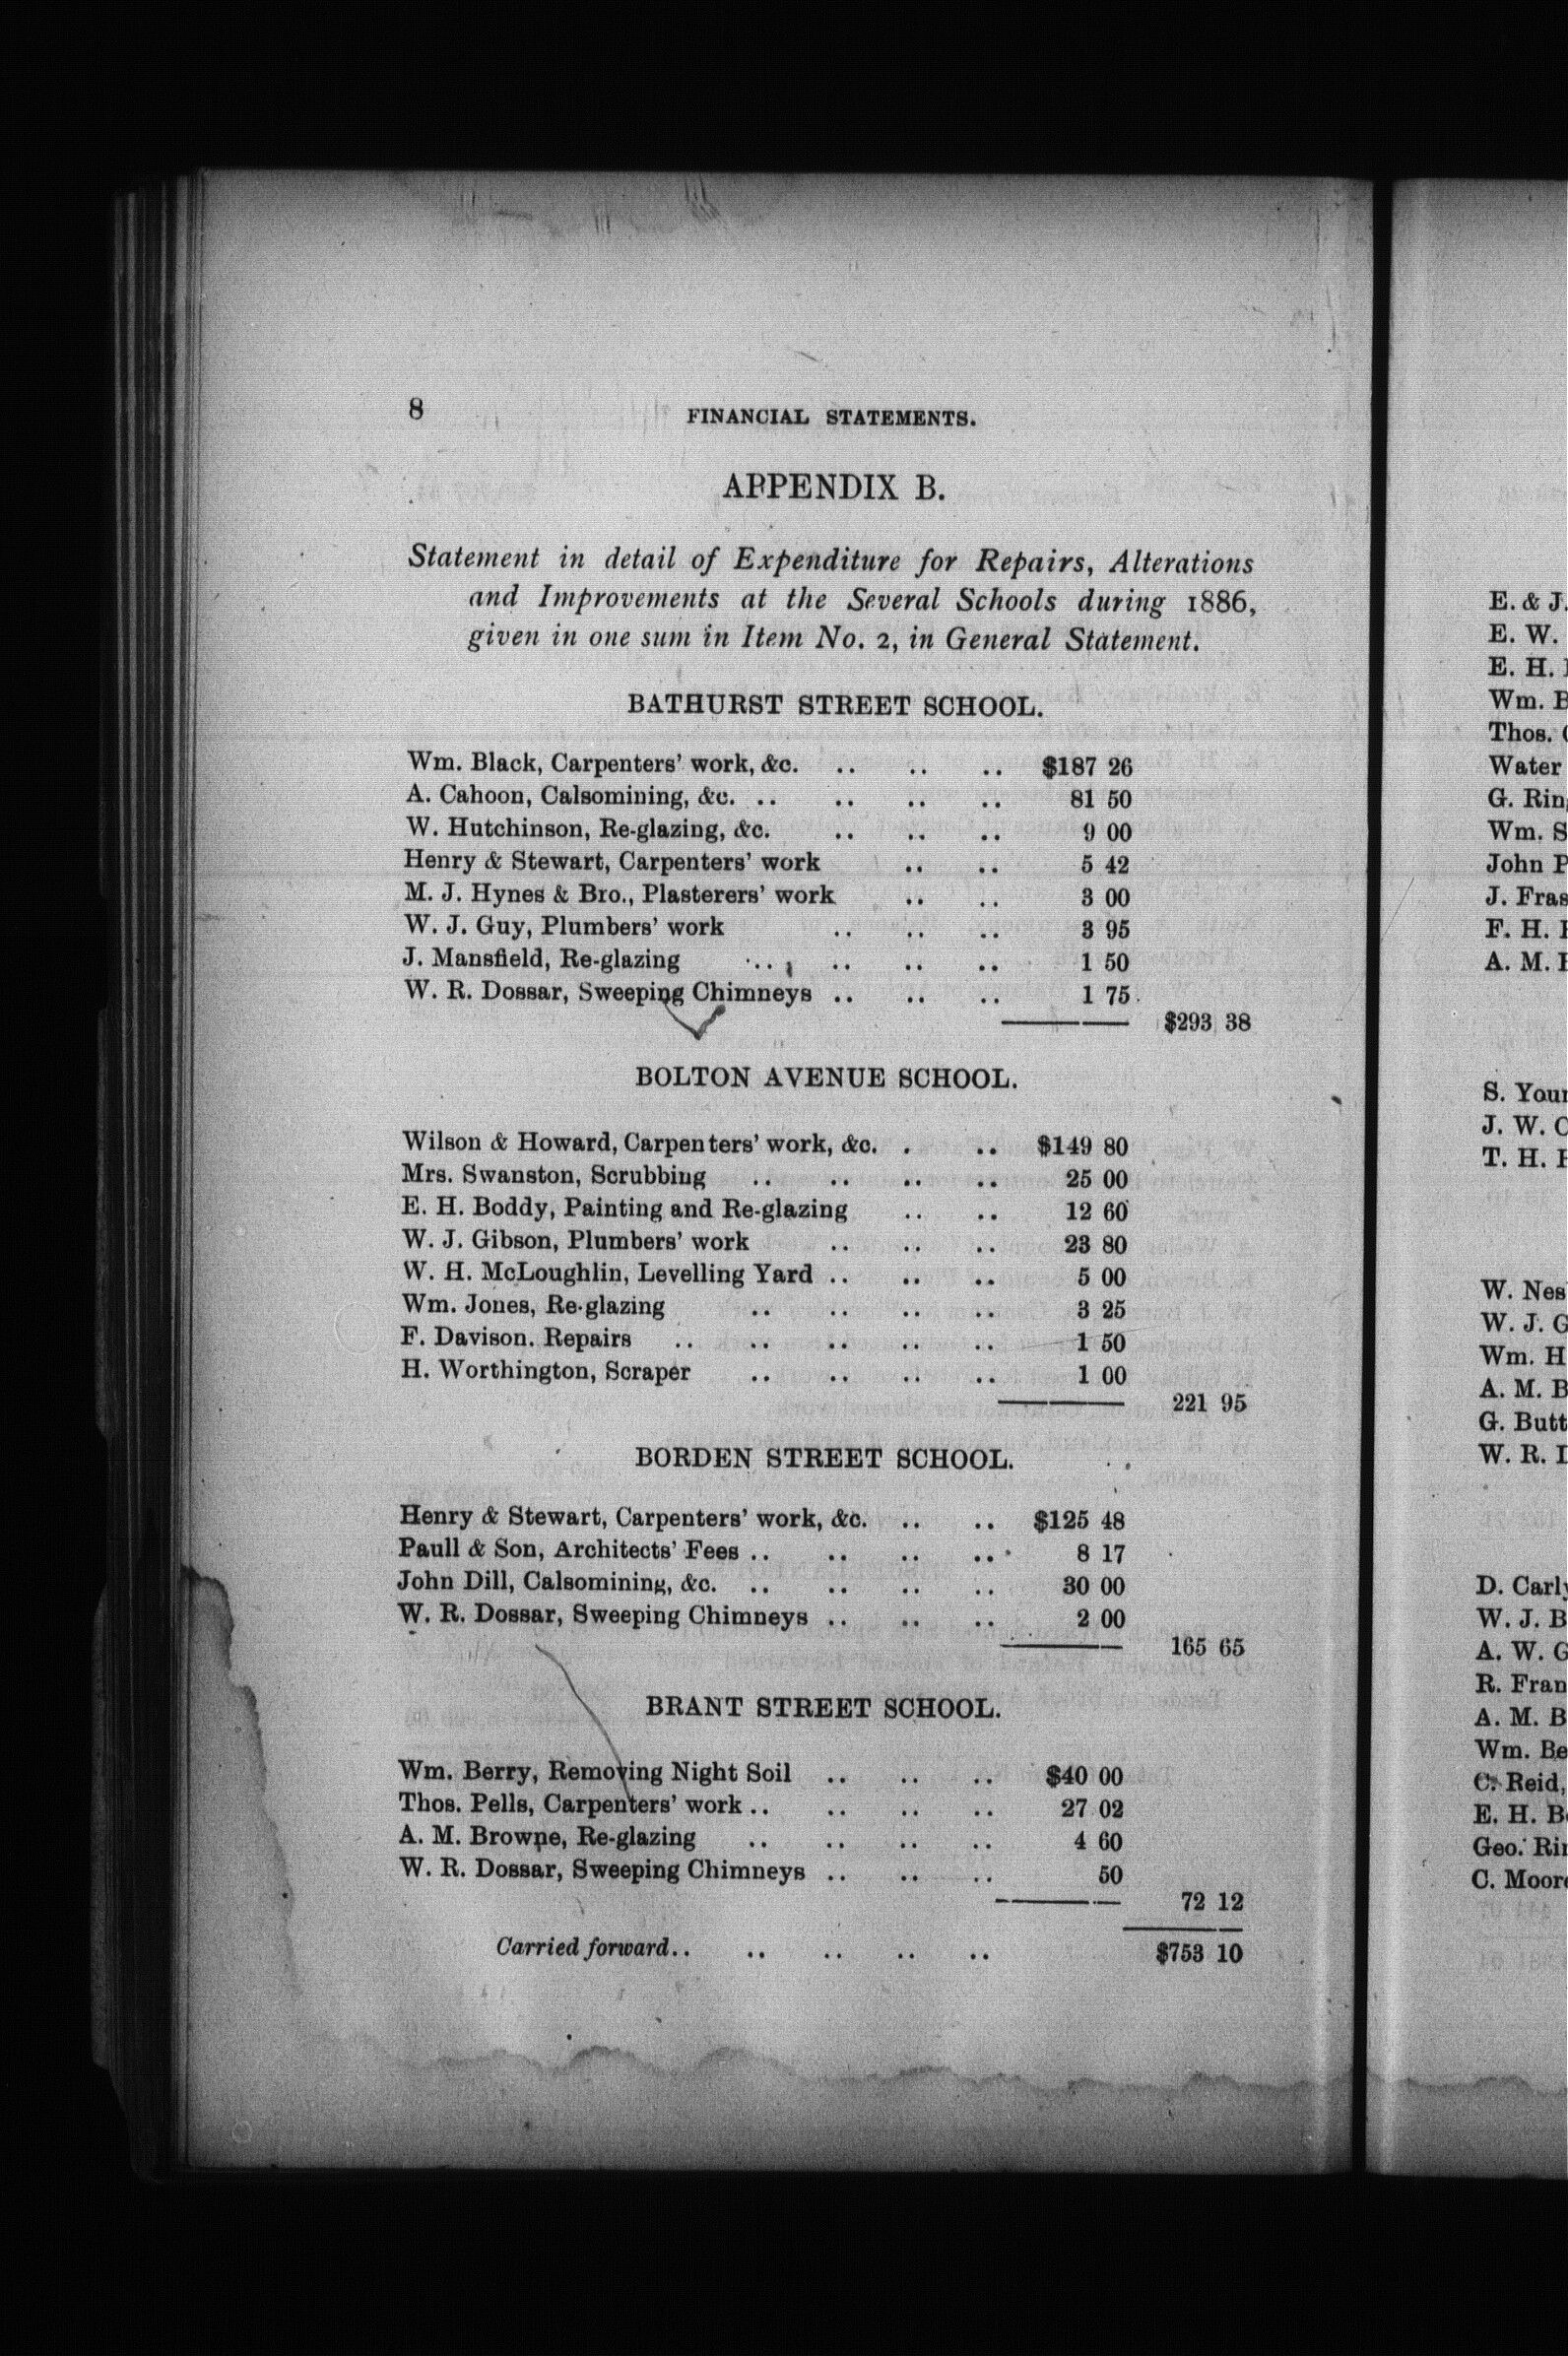 8
FINANCIAL STATEMENTS.
APPENDIX B.
Statement in detail of Expenditure for Repairs, Alterations
and Improvements at the Several Schools during 1886,
given in one sum in Item No. 2, in General Statement.
BATHURST STREET SCHOOL.
Wm. Black, Carpenters' work, &c. .. .. .. $187 26
A. Cahoon, Calsomining, &c. .. .. .. .. 81 50
W. Hutchinson, Re-glazing, &c. .. .. .. 9 00
Henry & Stewart, Carpenters' work .. .. 5 42
M. J. Hynes & Bro., Plasterers' work .. .. 3 00
W. J. Guy, Plumbers' work .. .. .. 3 95
J. Mansfield, Re-glazing .. .. .. .. 1 50
W. R. Dossar, Sweeping Chimneys .. .. .. 1 75
$293 38
BOLTON AVENUE SCHOOL.
Wilson & Howard, Carpenters' work, &c. . .. $149 80
Mrs. Swanston, Scrubbing .. .. .. .. 25 00
E. H. Boddy, Painting and Re-glazing .. .. 12 60
W. J. Gibson, Plumbers' work .. .. .. 23 80
W. H. McLoughlin, Levelling Yard .. .. .. 5 00
Wm. Jones, Re-glazing .. .. .. .. 3 25
F. Davison. Repairs .. .. .. .. .. 1 50
H. Worthington, Scraper .. .. .. .. 1 00
221 95
BORDEN STREET SCHOOL.
Henry & Stewart, Carpenters' work, &c. .. .. $125 48
Paull & Son, Architects' Fees .. .. .. .. 8 17
John Dill, Calsomining, &c. .. .. .. .. 30 00
W. R. Dossar, Sweeping Chimneys .. .. .. 2 00
165 65
BRANT STREET SCHOOL.
Wm. Berry, Removing Night Soil .. .. .. $40 00
Thos. Pells, Carpenters' work .. .. .. .. 27 02
A. M. Browne, Re-glazing .. .. .. .. 4 60
W. R. Dossar, Sweeping Chimneys .. .. .. 50
72 12
Carried forward .. .. .. .. .. $753 10
E. & J.
E. W.
E. H.
Wm.
Thos.
Water
G.
Wm.
John
J.
F. H.
A. M.
S.
J. W.
T. H.
W.
W. J.
Wm.
A. M.
G.
W. R.
D.
W. J.
A. W.
R.
A. M.
Wm.
C. Reid,
E. H.
Geo.
C.